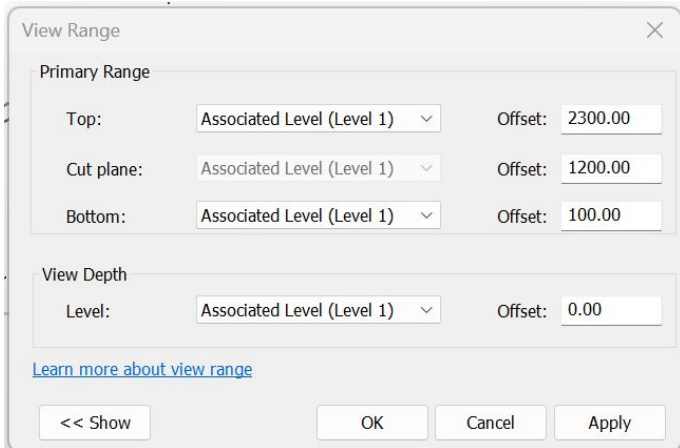 View Range
Primary Range
Top: Associated Level (Level 1) Offset: 2300.00
Cut plane: Associated Level (Level 1) Offset: 1200.00
Bottom: Associated Level (Level 1) Offset: 100.00
View Depth
Level: Associated Level (Level 1) Offset: 0.00
Learn more about view range
<< Show OK Cancel Apply